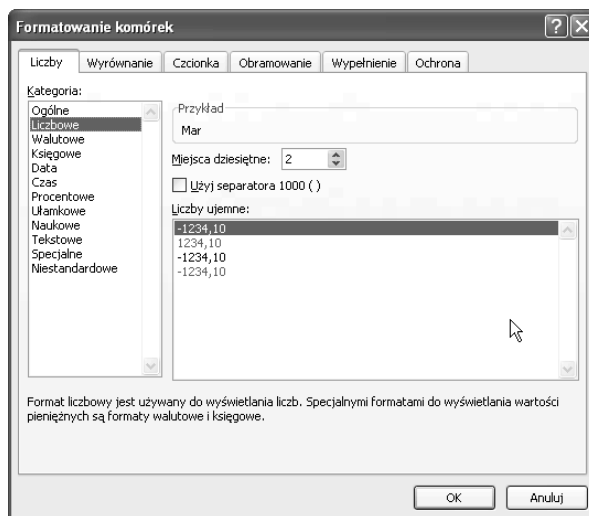 Formatowanie komórek
Liczby Wyrównanie Czcionka Obramowanie Wypełnienie Ochrona
Kategoria:
Ogólne
Liczbowe
Walutowe
Księgowe
Data
Czas
Procentowe
Ułamkowe
Naukowe
Tekstowe
Specjalne
Niestandardowe
Przykład
Mar
Miejsca dziesiętne: 2
Użyj separatora 1000 ( )
Liczby ujemne:
-1234,10
1234,10
-1234,10
-1234,10
Format liczbowy jest używany do wyświetlania liczb. Specjalnymi formatami do wyświetlania wartości
pieniężnych są formaty walutowe i księgowe.
OK Anuluj